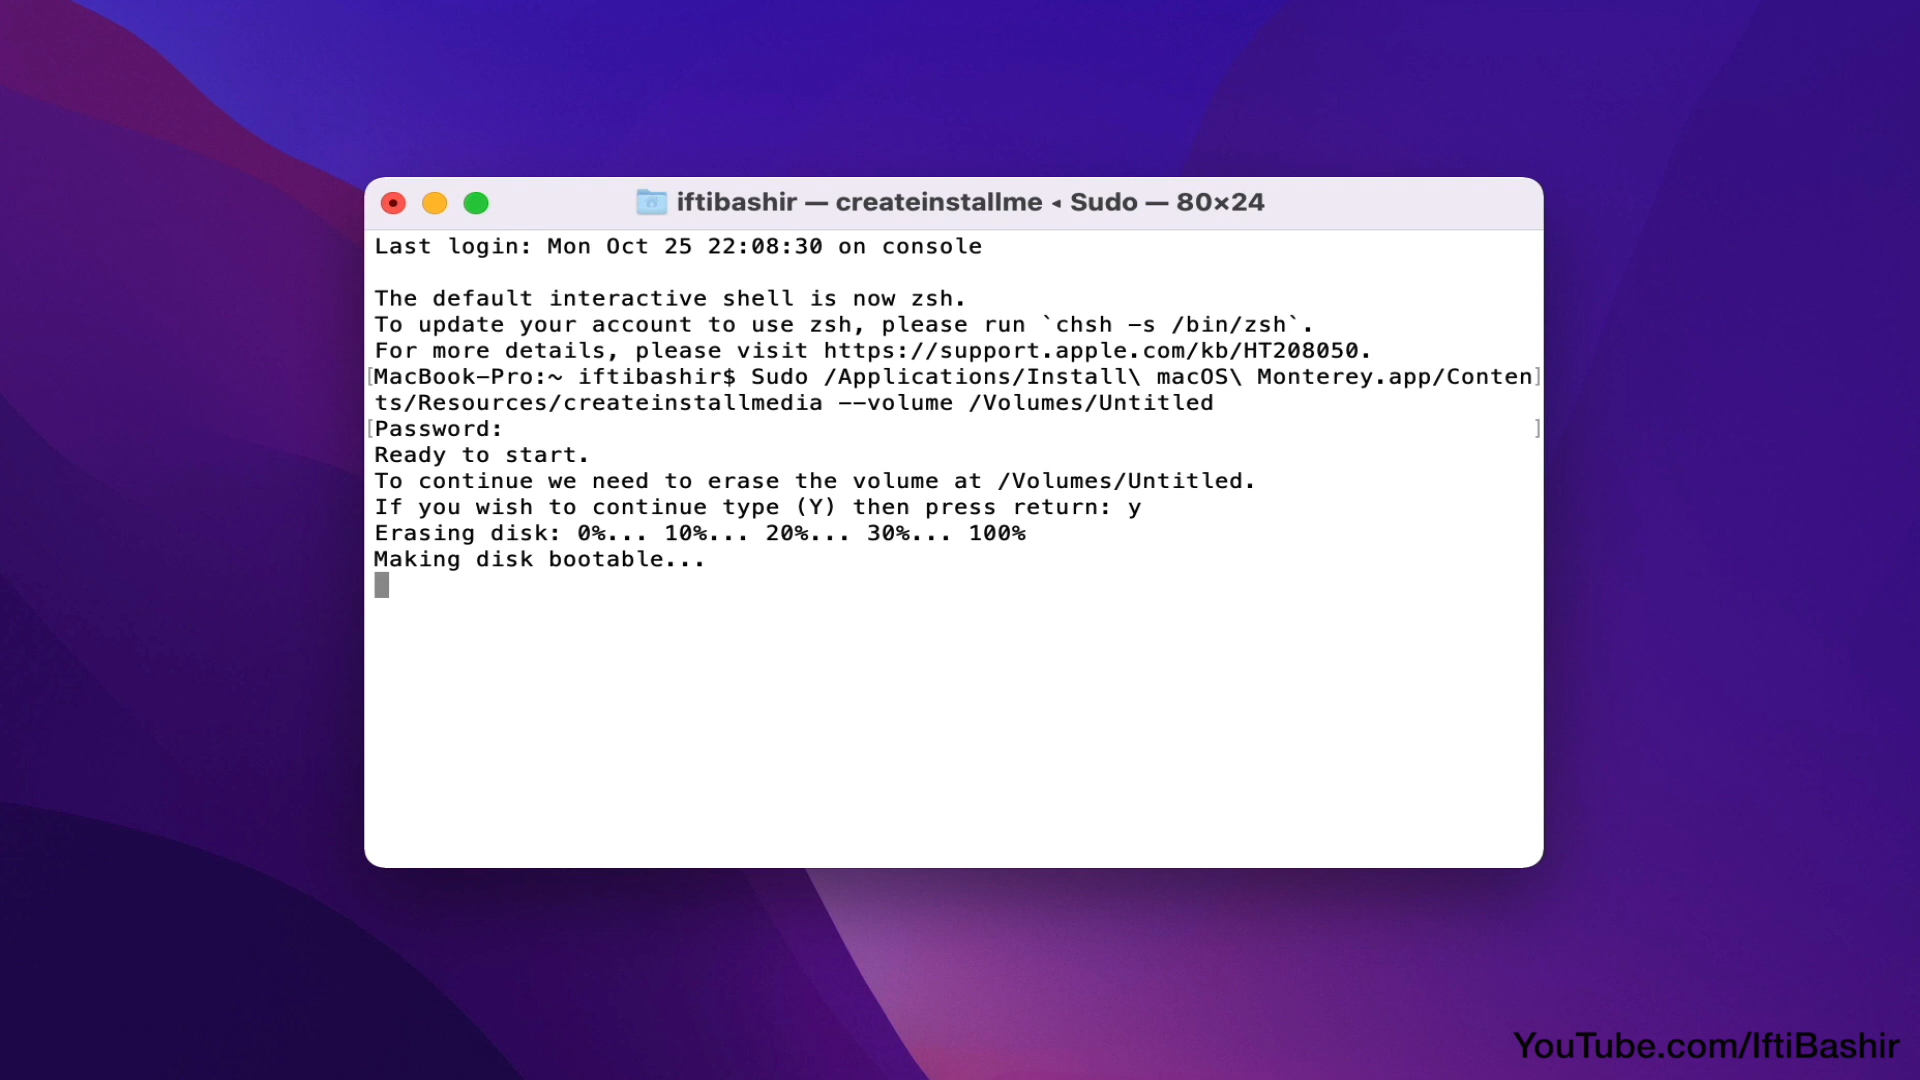 iftibashir — createinstallme ◂ Sudo — 80×24
Last login: Mon Oct 25 22:08:30 on console
The default interactive shell is now zsh.
To update your account to use zsh, please run `chsh -s /bin/zsh`.
For more details, please visit https://support.apple.com/kb/HT208050.
[MacBook-Pro:~ iftibashir$ Sudo /Applications/Install\ macOS\ Monterey.app/Conten]
ts/Resources/createinstallmedia --volume /Volumes/Untitled
[Password: ]
Ready to start.
To continue we need to erase the volume at /Volumes/Untitled.
If you wish to continue type (Y) then press return: y
Erasing disk: 0%... 10%... 20%... 30%... 100%
Making disk bootable...
YouTube.com/IftiBashir